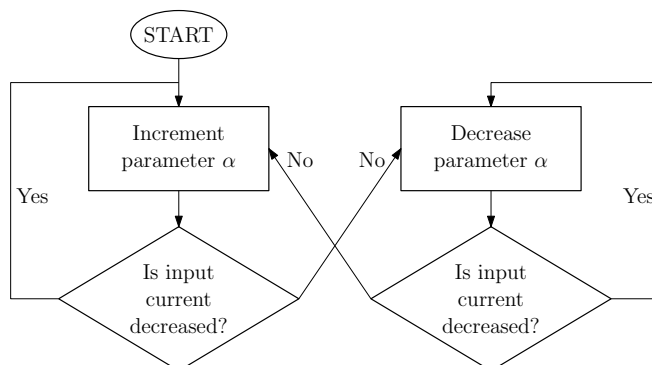 START
Increment
parameter α
Decrease
parameter α
No
No
Yes
Yes
Is input
current
decreased?
Is input
current
decreased?